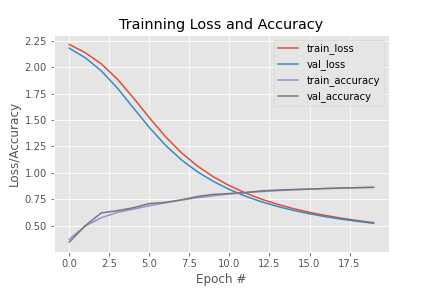 Trainning Loss and Accuracy
2.25
2.00
1.75
1.50
1.25
1.00
0.75
0.50
Loss/Accuracy
train_loss
val_loss
train_accuracy
val_accuracy
0.0 2.5 5.0 7.5 10.0 12.5 15.0 17.5
Epoch #